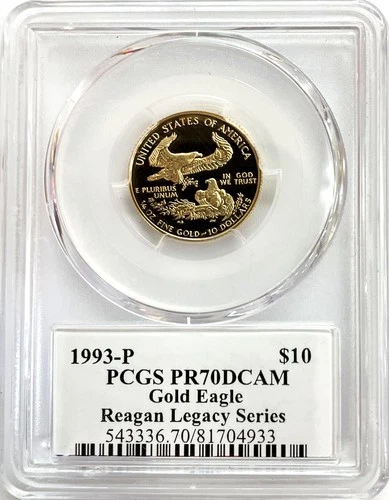 UNITED STATES OF AMERICA
E PLURIBUS
UNUM
IN GOD
WE TRUST
1/4 OZ. FINE GOLD~10 DOLLARS
1993-P $10
PCGS PR70DCAM
Gold Eagle
Reagan Legacy Series
543336.70/81704933